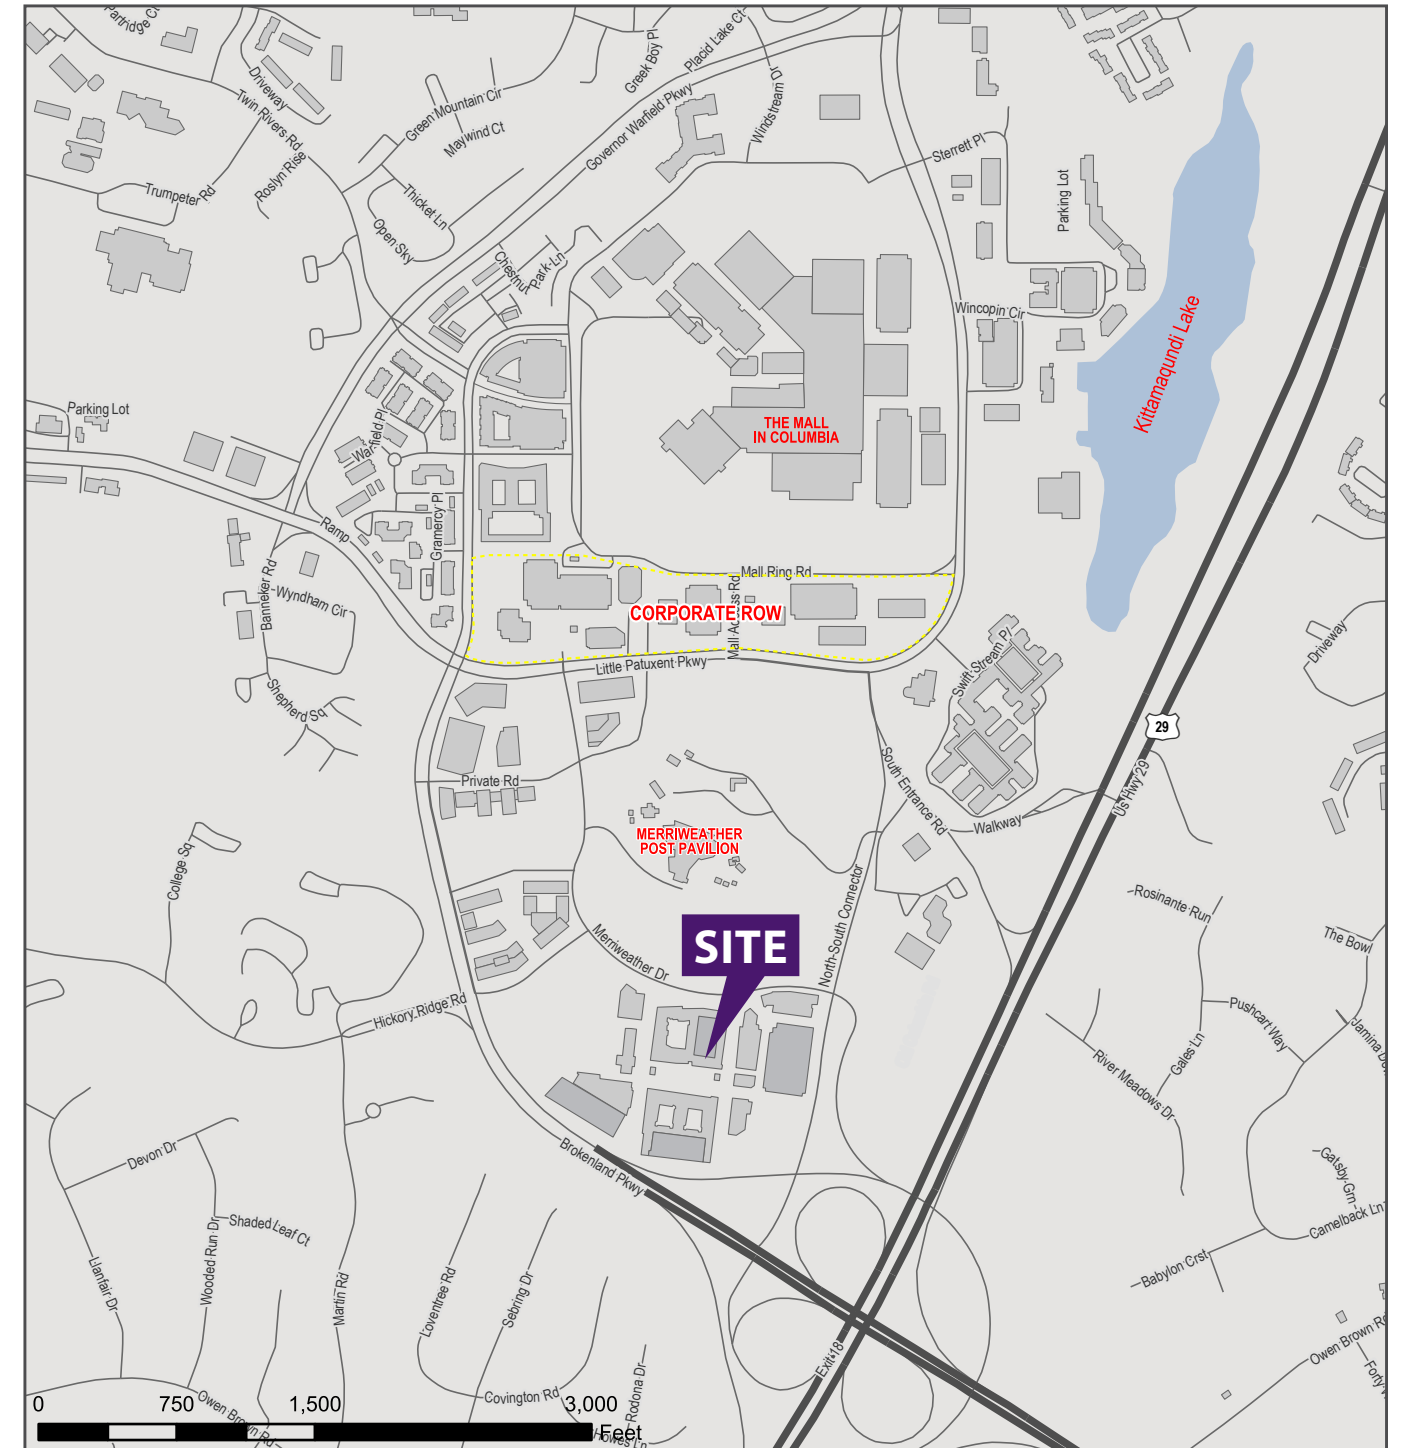 Partridge Ct
Greek Boy Pl
Placid Lake Ct
Driveway
Twin Rivers Rd
Green Mountain Cir
Maywind Ct
Governor Warfield Pkwy
Windstream Dr
Sterrett Pl
Roslyn Rise
Trumpeter Rd
Thicket Ln
Open Sky
Parking Lot
Chestnut
Park Ln
Wincopin Cir
Kittamaqundi Lake
Parking Lot
THE MALL
IN COLUMBIA
Warfield Pl
Gramercy Pl
Ramp
Banneker Rd
Wyndham Cir
Mall Ring Rd
Mall Access Rd
CORPORATE ROW
Little Patuxent Pkwy
Swift Stream Pl
Driveway
Shepherd Sq
29
Us Hwy 29
Private Rd
South Entrance Rd
Walkway
MERRIWEATHER
POST PAVILION
College Sq
North-South Connector
Rosinante Run
The Bowl
SITE
Merriweather Dr
Hickory Ridge Rd
Pushcart Way
Gales Ln
River Meadows Dr
Devon Dr
Brokenland Pkwy
Gatsby Grn
Camelback Ln
Shaded Leaf Ct
Wooded Run Dr
Llanfair Dr
Martin Rd
Loventree Rd
Sebring Dr
Babylon Crst
Owen Brown Rd
Exit 18
Rodona Dr
Covington Rd
Owen Brown Rd
Howes Ln
0 750 1,500 3,000
Feet